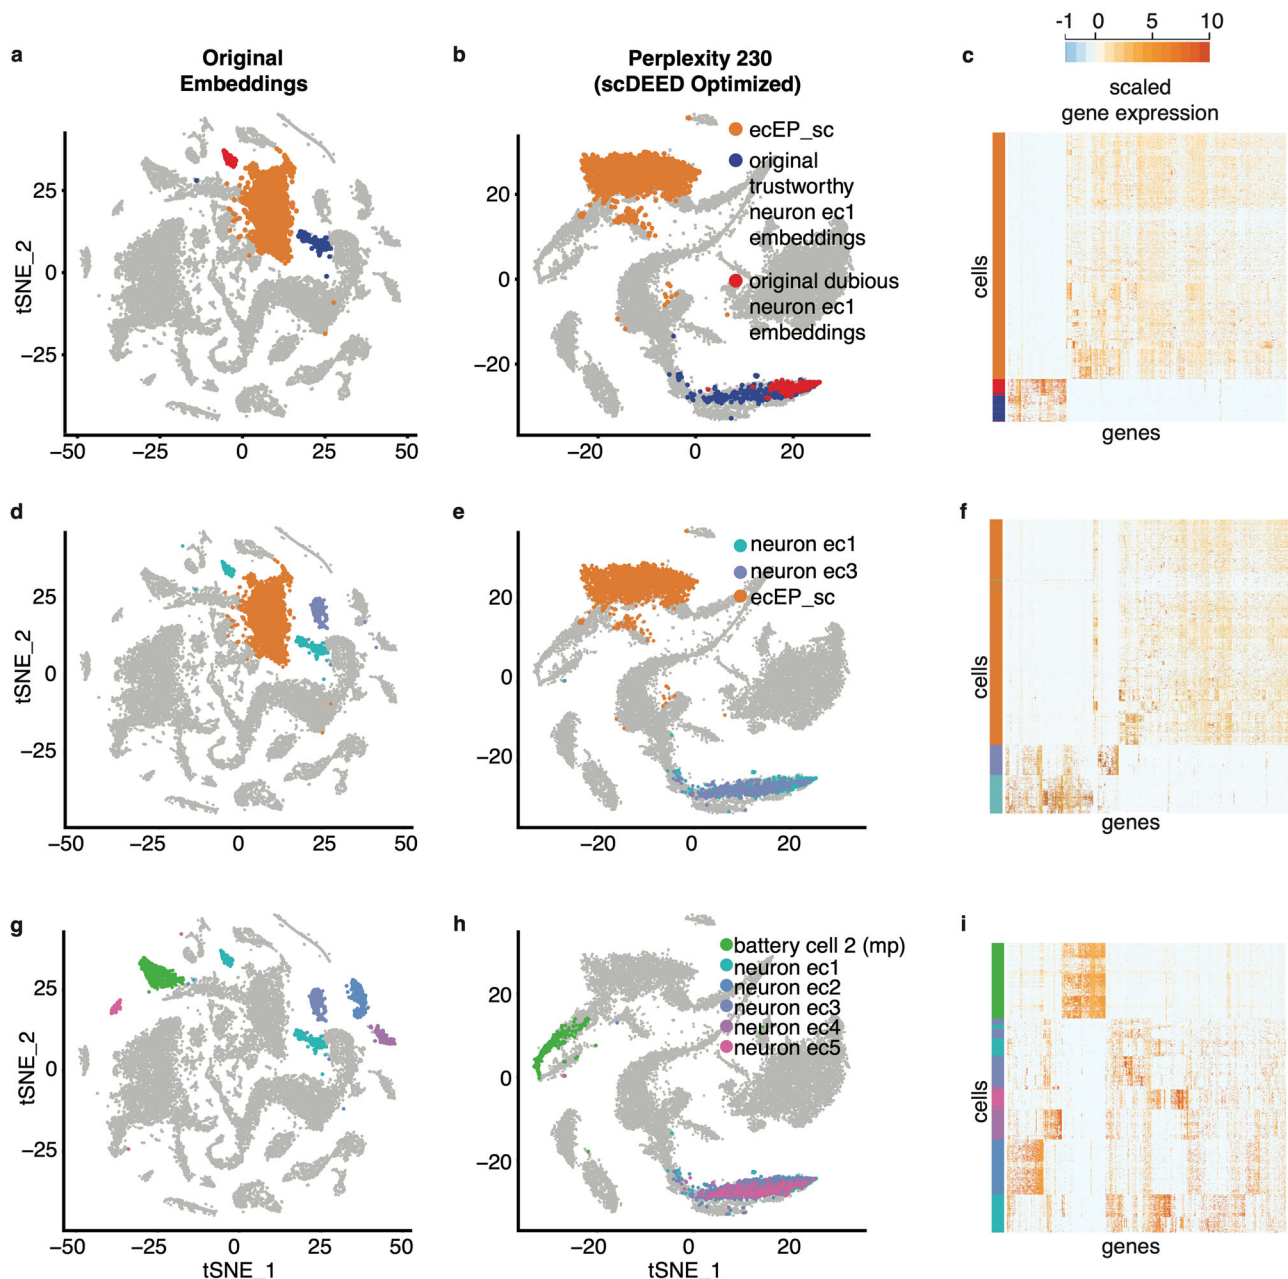 a
Original
Embeddings
tSNE_2
25
0
−25
−50
−25
0
25
50
b
Perplexity 230
(scDEED Optimized)
ecEP_sc
original
trustworthy
neuron ec1
embeddings
original dubious
neuron ec1
embeddings
20
0
−20
−20
0
20
c
-1 0 5 10
scaled
gene expression
cells
genes
d
tSNE_2
25
0
−25
−50
−25
0
25
50
e
neuron ec1
neuron ec3
ecEP_sc
20
0
−20
−20
0
20
f
cells
genes
g
tSNE_2
25
0
−25
−50
−25
0
25
50
tSNE_1
h
battery cell 2 (mp)
neuron ec1
neuron ec2
neuron ec3
neuron ec4
neuron ec5
20
0
−20
−20
0
20
tSNE_1
i
cells
genes